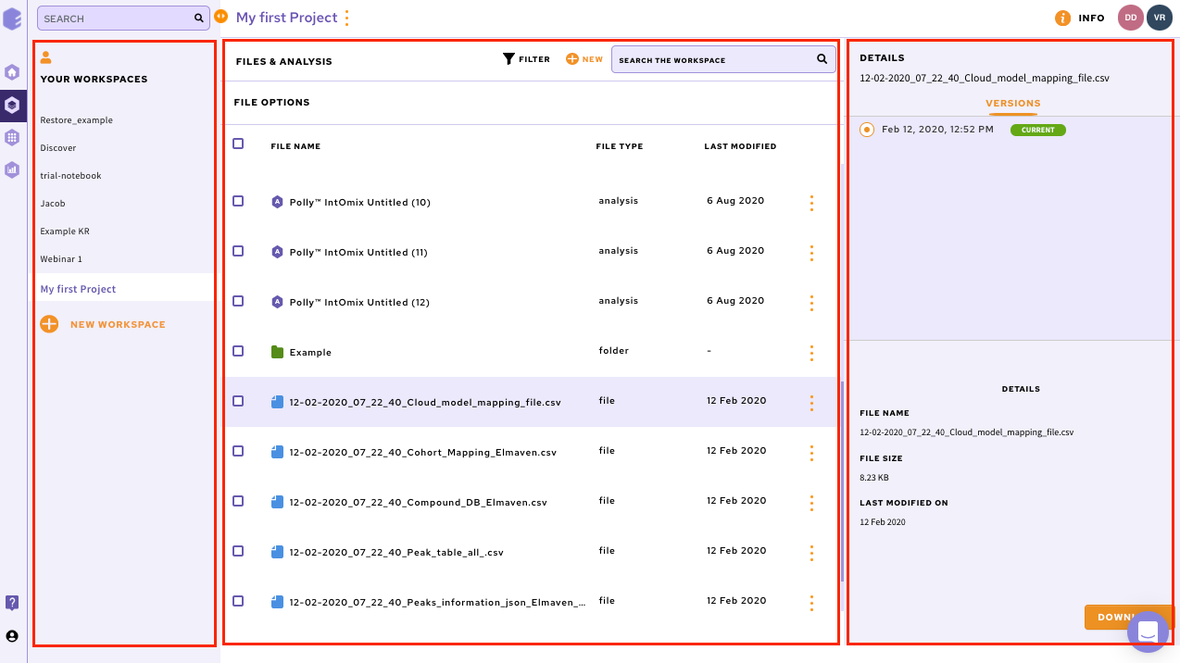 SEARCH
My first Project
INFO
DD
VR
YOUR WORKSPACES
Restore_example
Discover
trial-notebook
Jacob
Example KR
Webinar 1
My first Project
NEW WORKSPACE
FILES & ANALYSIS
FILTER
NEW
SEARCH THE WORKSPACE
FILE OPTIONS
FILE NAME FILE TYPE LAST MODIFIED
A Polly™ IntOmix Untitled (10) analysis 6 Aug 2020
A Polly™ IntOmix Untitled (11) analysis 6 Aug 2020
A Polly™ IntOmix Untitled (12) analysis 6 Aug 2020
Example folder -
12-02-2020_07_22_40_Cloud_model_mapping_file.csv file 12 Feb 2020
12-02-2020_07_22_40_Cohort_Mapping_Elmaven.csv file 12 Feb 2020
12-02-2020_07_22_40_Compound_DB_Elmaven.csv file 12 Feb 2020
12-02-2020_07_22_40_Peak_table_all_.csv file 12 Feb 2020
12-02-2020_07_22_40_Peaks_information_json_Elmaven_... file 12 Feb 2020
DETAILS
12-02-2020_07_22_40_Cloud_model_mapping_file.csv
VERSIONS
Feb 12, 2020, 12:52 PM CURRENT
DETAILS
FILE NAME
12-02-2020_07_22_40_Cloud_model_mapping_file.csv
FILE SIZE
8.23 KB
LAST MODIFIED ON
12 Feb 2020